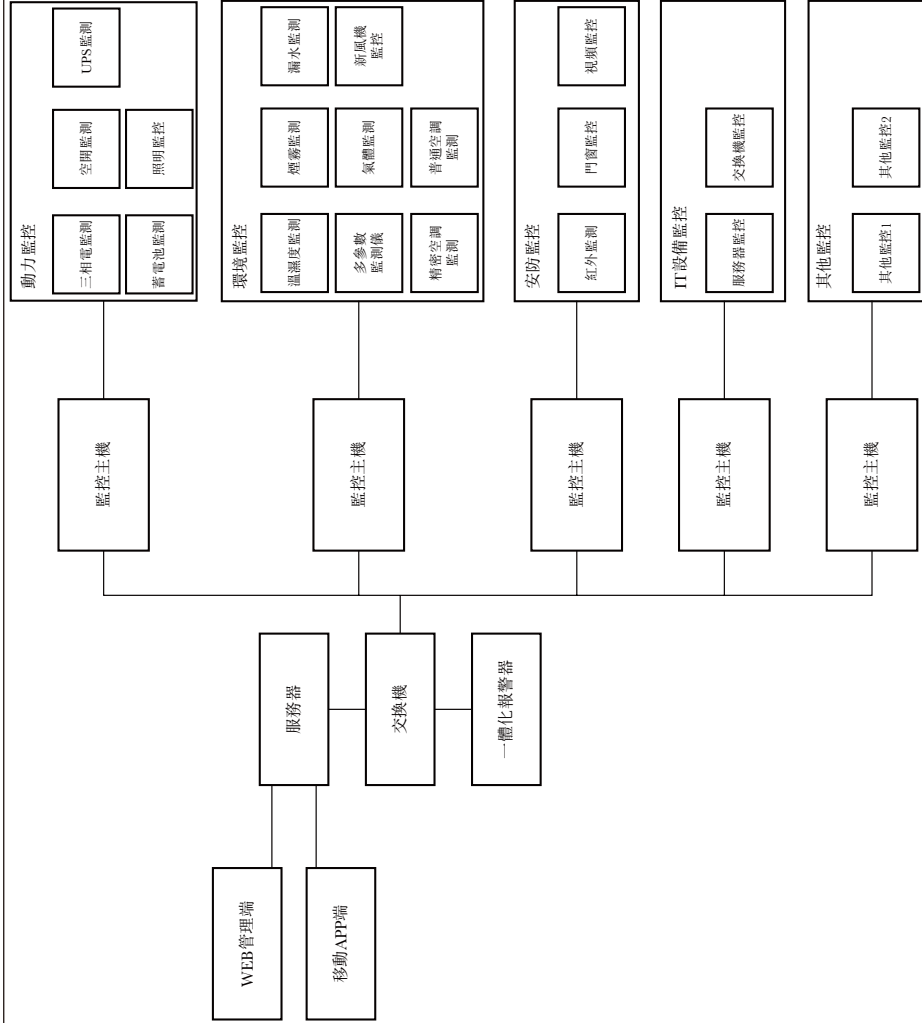 WEB管理端
移動APP端
服務器
交換機
一體化報警器
監控主機
監控主機
監控主機
監控主機
監控主機
動力監控
三相電監測
空開監測
UPS監測
蓄電池監測
照明監控
環境監控
溫濕度監測
煙霧監測
漏水監測
多參數
監測儀
氣體監測
新風機
監控
精密空調
監測
普通空調
監測
安防監控
紅外監測
門窗監控
視頻監控
IT設備監控
服務器監控
交換機監控
其他監控
其他監控1
其他監控2